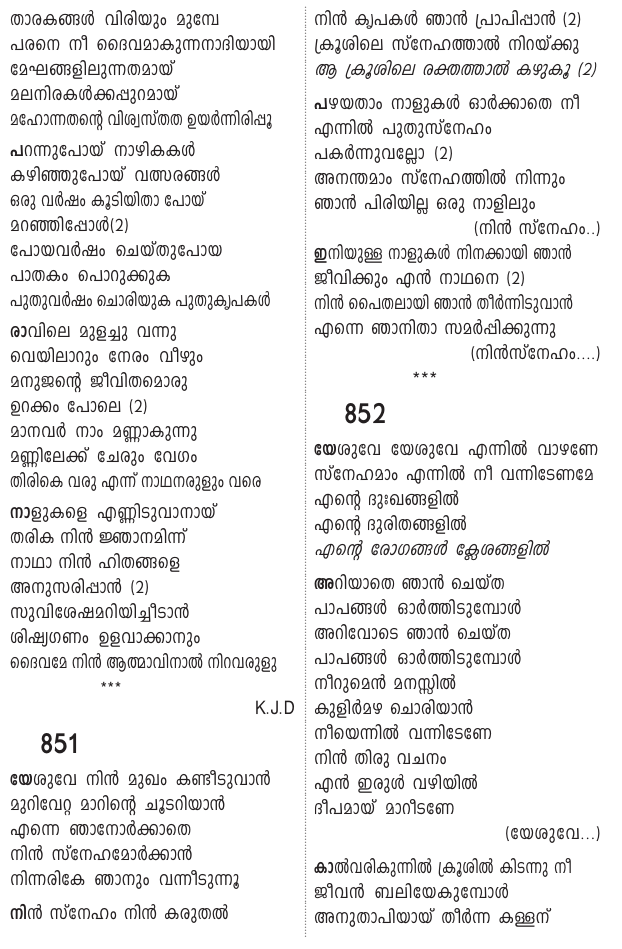 താരകങ്ങൾ വിരിയും മുമ്പേ
പരനെ നീ ദൈവമാകുന്നനാദിയായി
മേഘങ്ങളിലുന്നതമായ്
മലനിരകൾക്കപ്പുറമായ്
മഹോന്നതന്റെ വിശ്വസ്തത ഉയർന്നിരിപ്പൂ
പറന്നുപോയ് നാഴികകൾ
കഴിഞ്ഞുപോയ് വത്സരങ്ങൾ
ഒരു വർഷം കൂടിയിതാ പോയ്
മറഞ്ഞിപ്പോൾ(2)
പോയവർഷം ചെയ്തുപോയ
പാതകം പൊറുക്കുക
പുതുവർഷം ചൊരിയുക പുതുകൃപകൾ
രാവിലെ മുളച്ചു വന്നു
വെയിലാറും നേരം വീഴും
മനുജന്റെ ജീവിതമൊരു
ഉറക്കം പോലെ (2)
മാനവർ നാം മണ്ണാകുന്നു
മണ്ണിലേക്ക് ചേരും വേഗം
തിരികെ വരു എന്ന് നാഥനരുളും വരെ
നാളുകളെ എണ്ണിടുവാനായ്
തരിക നിൻ ജ്ഞാനമിന്ന്
നാഥാ നിൻ ഹിതങ്ങളെ
അനുസരിപ്പാൻ (2)
സുവിശേഷമറിയിച്ചീടാൻ
ശിഷ്യഗണം ഉളവാക്കാനും
ദൈവമേ നിൻ ആത്മാവിനാൽ നിറവരുളു
***
K.J.D
851
യേശുവേ നിൻ മുഖം കണ്ടീടുവാൻ
മുറിവേറ്റ മാറിന്റെ ചൂടറിയാൻ
എന്നെ ഞാനോർക്കാതെ
നിൻ സ്നേഹമോർക്കാൻ
നിന്നരികേ ഞാനും വന്നീടുന്നൂ
നിൻ സ്നേഹം നിൻ കരുതൽ
നിൻ കൃപകൾ ഞാൻ പ്രാപിപ്പാൻ (2)
ക്രൂശിലെ സ്നേഹത്താൽ നിറയ്ക്കു
ആ ക്രൂശിലെ രക്തത്താൽ കഴുകൂ (2)
പഴയതാം നാളുകൾ ഓർക്കാതെ നീ
എന്നിൽ പുതുസ്നേഹം
പകർന്നുവല്ലോ (2)
അനന്തമാം സ്നേഹത്തിൽ നിന്നും
ഞാൻ പിരിയില്ല ഒരു നാളിലും
(നിൻ സ്നേഹം..)
ഇനിയുള്ള നാളുകൾ നിനക്കായി ഞാൻ
ജീവിക്കും എൻ നാഥനെ (2)
നിൻ പൈതലായി ഞാൻ തീർന്നിടുവാൻ
എന്നെ ഞാനിതാ സമർപ്പിക്കുന്നു
(നിൻസ്നേഹം....)
***
852
യേശുവേ യേശുവേ എന്നിൽ വാഴണേ
സ്നേഹമാം എന്നിൽ നീ വന്നിടേണമേ
എന്റെ ദുഃഖങ്ങളിൽ
എന്റെ ദുരിതങ്ങളിൽ
എന്റെ രോഗങ്ങൾ ക്ലേശങ്ങളിൽ
അറിയാതെ ഞാൻ ചെയ്ത
പാപങ്ങൾ ഓർത്തിടുമ്പോൾ
അറിവോടെ ഞാൻ ചെയ്ത
പാപങ്ങൾ ഓർത്തിടുമ്പോൾ
നീറുമെൻ മനസ്സിൽ
കുളിർമഴ ചൊരിയാൻ
നീയെന്നിൽ വന്നിടേണേ
നിൻ തിരു വചനം
എൻ ഇരുൾ വഴിയിൽ
ദീപമായ് മാറീടണേ
(യേശുവേ...)
കാൽവരികുന്നിൽ ക്രൂശിൽ കിടന്നു നീ
ജീവൻ ബലിയേകുമ്പോൾ
അനുതാപിയായ് തീർന്ന കള്ളന്